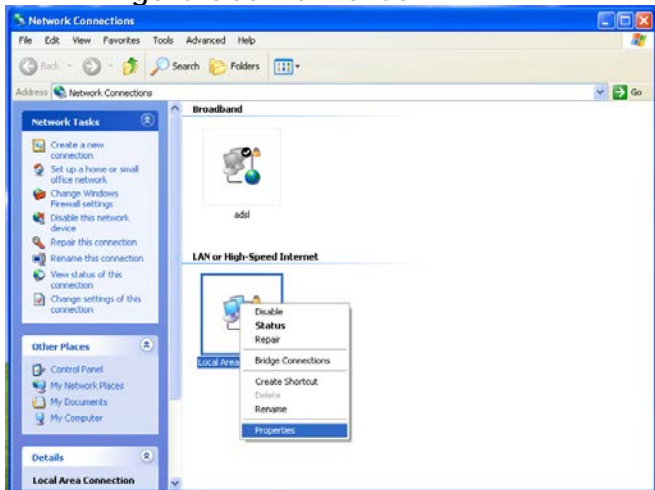 Network Connections
File Edit View Favorites Tools Advanced Help
Back Search Folders
Address Network Connections Go
Network Tasks
Create a new
connection
Set up a home or small
office network
Change Windows
Firewall settings
Disable this network
device
Repair this connection
Rename this connection
View status of this
connection
Change settings of this
connection
Other Places
Control Panel
My Network Places
My Documents
My Computer
Details
Local Area Connection
Broadband
adsl
LAN or High-Speed Internet
Local Area
Disable
Status
Repair
Bridge Connections
Create Shortcut
Delete
Rename
Properties